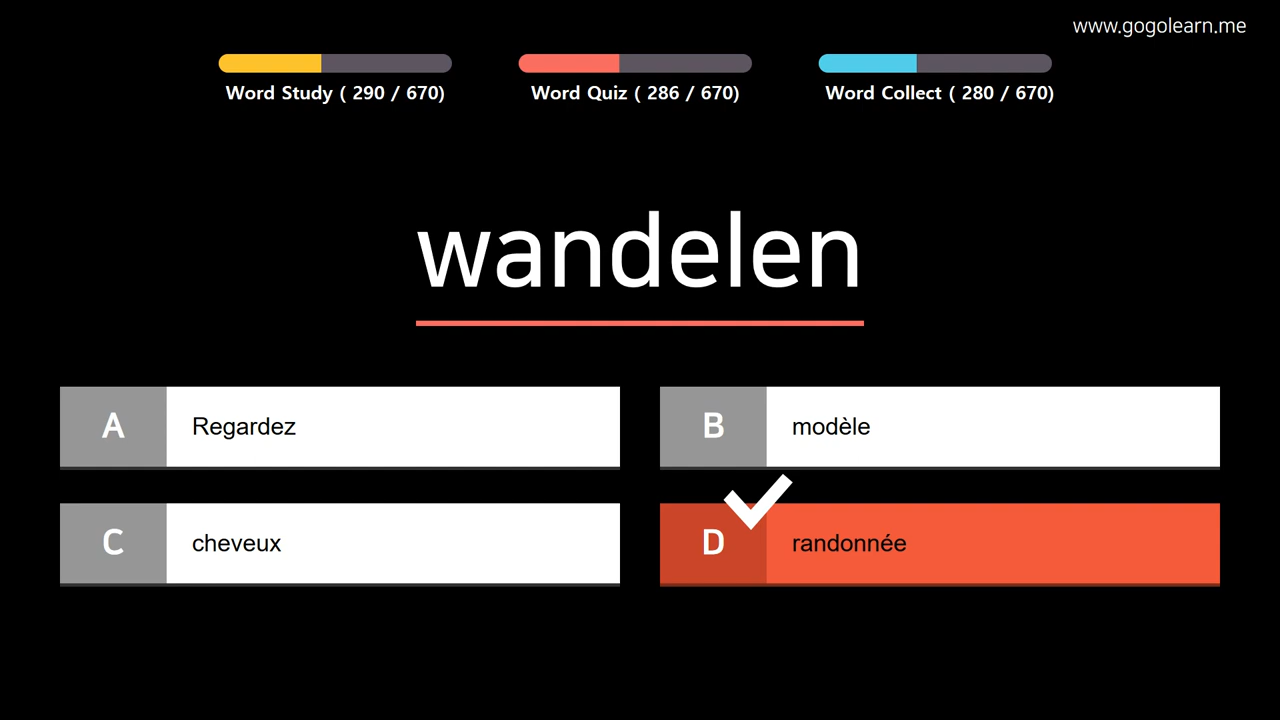 www.gogolearn.me
Word Study ( 290 / 670)
Word Quiz ( 286 / 670)
Word Collect ( 280 / 670)
wandelen
A Regardez
B modèle
C cheveux
D randonnée